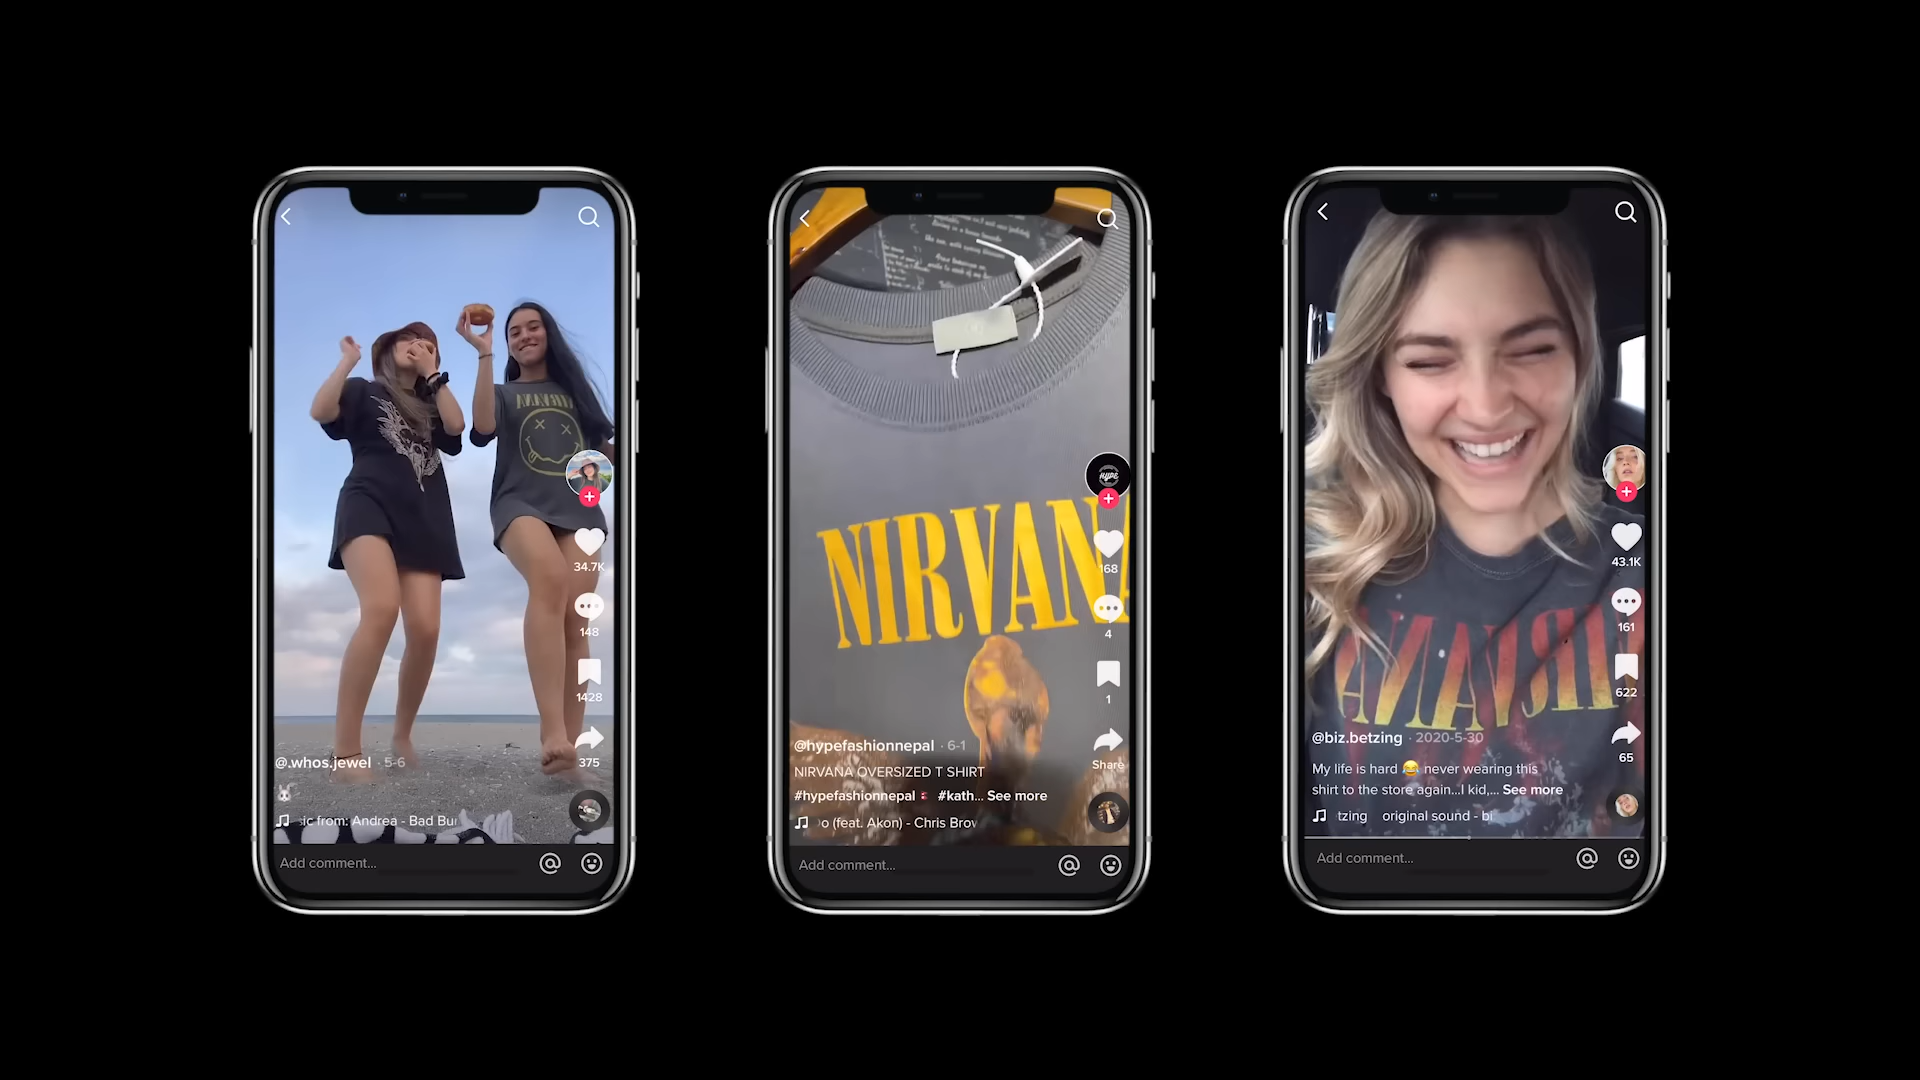 NIRVANA
34.7K
148
1428
375
@.whos.jewel · 5-6
sic from: Andrea - Bad Bu
Add comment...
NIRVAN
HYPE
168
4
1
Share
@hypefashionnepal · 6-1
NIRVANA OVERSIZED T SHIRT
#hypefashionnepal #kath... See more
o (feat. Akon) - Chris Brov
Add comment...
NIRVANA
43.1K
161
622
65
@biz.betzing · 2020-5-30
My life is hard 😂 never wearing this
shirt to the store again...I kid,... See more
tzing original sound - bi
Add comment...